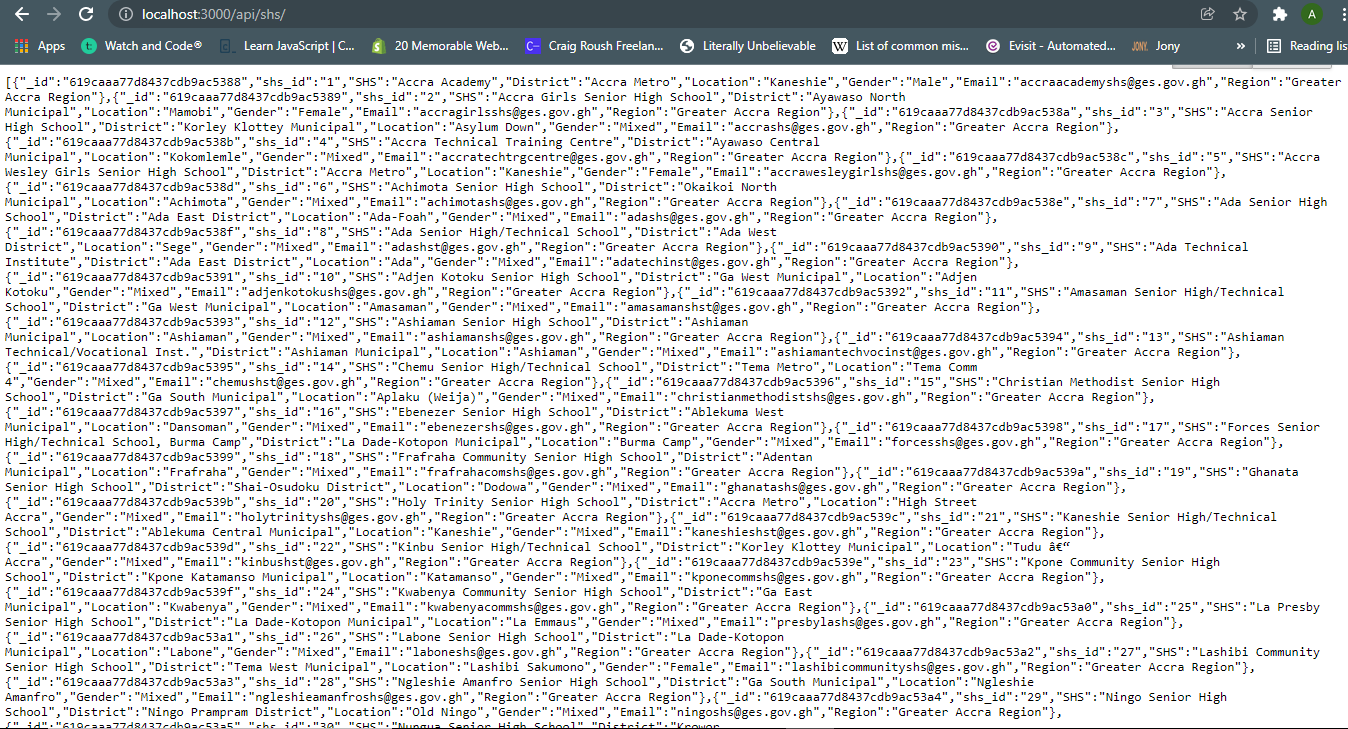 localhost:3000/api/shs/
A
Apps Watch and Code® Learn JavaScript | C... 20 Memorable Web... Craig Roush Freelan... Literally Unbelievable List of common mis... Evisit - Automated... Jony » Reading lis
[{"_id":"619caaa77d8437cdb9ac5388","shs_id":"1","SHS":"Accra Academy","District":"Accra Metro","Location":"Kaneshie","Gender":"Male","Email":"accraacademyshs@ges.gov.gh","Region":"Greater
Accra Region"},{"_id":"619caaa77d8437cdb9ac5389","shs_id":"2","SHS":"Accra Girls Senior High School","District":"Ayawaso North
Municipal","Location":"Mamobi","Gender":"Female","Email":"accragirlsshs@ges.gov.gh","Region":"Greater Accra Region"},{"_id":"619caaa77d8437cdb9ac538a","shs_id":"3","SHS":"Accra Senior
High School","District":"Korley Klottey Municipal","Location":"Asylum Down","Gender":"Mixed","Email":"accrashs@ges.gov.gh","Region":"Greater Accra Region"},
{"_id":"619caaa77d8437cdb9ac538b","shs_id":"4","SHS":"Accra Technical Training Centre","District":"Ayawaso Central
Municipal","Location":"Kokomlemle","Gender":"Mixed","Email":"accratechtrgcentre@ges.gov.gh","Region":"Greater Accra Region"},{"_id":"619caaa77d8437cdb9ac538c","shs_id":"5","SHS":"Accra
Wesley Girls Senior High School","District":"Accra Metro","Location":"Kaneshie","Gender":"Female","Email":"accrawesleygirlshs@ges.gov.gh","Region":"Greater Accra Region"},
{"_id":"619caaa77d8437cdb9ac538d","shs_id":"6","SHS":"Achimota Senior High School","District":"Okaikoi North
Municipal","Location":"Achimota","Gender":"Mixed","Email":"achimotashs@ges.gov.gh","Region":"Greater Accra Region"},{"_id":"619caaa77d8437cdb9ac538e","shs_id":"7","SHS":"Ada Senior High
School","District":"Ada East District","Location":"Ada-Foah","Gender":"Mixed","Email":"adashs@ges.gov.gh","Region":"Greater Accra Region"},
{"_id":"619caaa77d8437cdb9ac538f","shs_id":"8","SHS":"Ada Senior High/Technical School","District":"Ada West
District","Location":"Sege","Gender":"Mixed","Email":"adashst@ges.gov.gh","Region":"Greater Accra Region"},{"_id":"619caaa77d8437cdb9ac5390","shs_id":"9","SHS":"Ada Technical
Institute","District":"Ada East District","Location":"Ada","Gender":"Mixed","Email":"adatechinst@ges.gov.gh","Region":"Greater Accra Region"},
{"_id":"619caaa77d8437cdb9ac5391","shs_id":"10","SHS":"Adjen Kotoku Senior High School","District":"Ga West Municipal","Location":"Adjen
Kotoku","Gender":"Mixed","Email":"adjenkotokushs@ges.gov.gh","Region":"Greater Accra Region"},{"_id":"619caaa77d8437cdb9ac5392","shs_id":"11","SHS":"Amasaman Senior High/Technical
School","District":"Ga West Municipal","Location":"Amasaman","Gender":"Mixed","Email":"amasamanshst@ges.gov.gh","Region":"Greater Accra Region"},
{"_id":"619caaa77d8437cdb9ac5393","shs_id":"12","SHS":"Ashiaman Senior High School","District":"Ashiaman
Municipal","Location":"Ashiaman","Gender":"Mixed","Email":"ashiamanshs@ges.gov.gh","Region":"Greater Accra Region"},{"_id":"619caaa77d8437cdb9ac5394","shs_id":"13","SHS":"Ashiaman
Technical/Vocational Inst.","District":"Ashiaman Municipal","Location":"Ashiaman","Gender":"Mixed","Email":"ashiamantechvocinst@ges.gov.gh","Region":"Greater Accra Region"},
{"_id":"619caaa77d8437cdb9ac5395","shs_id":"14","SHS":"Chemu Senior High/Technical School","District":"Tema Metro","Location":"Tema Comm
4","Gender":"Mixed","Email":"chemushst@ges.gov.gh","Region":"Greater Accra Region"},{"_id":"619caaa77d8437cdb9ac5396","shs_id":"15","SHS":"Christian Methodist Senior High
School","District":"Ga South Municipal","Location":"Aplaku (Weija)","Gender":"Mixed","Email":"christianmethodistshs@ges.gov.gh","Region":"Greater Accra Region"},
{"_id":"619caaa77d8437cdb9ac5397","shs_id":"16","SHS":"Ebenezer Senior High School","District":"Ablekuma West
Municipal","Location":"Dansoman","Gender":"Mixed","Email":"ebenezershs@ges.gov.gh","Region":"Greater Accra Region"},{"_id":"619caaa77d8437cdb9ac5398","shs_id":"17","SHS":"Forces Senior
High/Technical School, Burma Camp","District":"La Dade-Kotopon Municipal","Location":"Burma Camp","Gender":"Mixed","Email":"forcesshs@ges.gov.gh","Region":"Greater Accra Region"},
{"_id":"619caaa77d8437cdb9ac5399","shs_id":"18","SHS":"Frafraha Community Senior High School","District":"Adentan
Municipal","Location":"Frafraha","Gender":"Mixed","Email":"frafrahacomshs@ges.gov.gh","Region":"Greater Accra Region"},{"_id":"619caaa77d8437cdb9ac539a","shs_id":"19","SHS":"Ghanata
Senior High School","District":"Shai-Osudoku District","Location":"Dodowa","Gender":"Mixed","Email":"ghanatashs@ges.gov.gh","Region":"Greater Accra Region"},
{"_id":"619caaa77d8437cdb9ac539b","shs_id":"20","SHS":"Holy Trinity Senior High School","District":"Accra Metro","Location":"High Street
Accra","Gender":"Mixed","Email":"holytrinityshs@ges.gov.gh","Region":"Greater Accra Region"},{"_id":"619caaa77d8437cdb9ac539c","shs_id":"21","SHS":"Kaneshie Senior High/Technical
School","District":"Ablekuma Central Municipal","Location":"Kaneshie","Gender":"Mixed","Email":"kaneshieshst@ges.gov.gh","Region":"Greater Accra Region"},
{"_id":"619caaa77d8437cdb9ac539d","shs_id":"22","SHS":"Kinbu Senior High/Technical School","District":"Korley Klottey Municipal","Location":"Tudu â€“
Accra","Gender":"Mixed","Email":"kinbushst@ges.gov.gh","Region":"Greater Accra Region"},{"_id":"619caaa77d8437cdb9ac539e","shs_id":"23","SHS":"Kpone Community Senior High
School","District":"Kpone Katamanso Municipal","Location":"Katamanso","Gender":"Mixed","Email":"kponecommshs@ges.gov.gh","Region":"Greater Accra Region"},
{"_id":"619caaa77d8437cdb9ac539f","shs_id":"24","SHS":"Kwabenya Community Senior High School","District":"Ga East
Municipal","Location":"Kwabenya","Gender":"Mixed","Email":"kwabenyacommshs@ges.gov.gh","Region":"Greater Accra Region"},{"_id":"619caaa77d8437cdb9ac53a0","shs_id":"25","SHS":"La Presby
Senior High School","District":"La Dade-Kotopon Municipal","Location":"La Emmaus","Gender":"Mixed","Email":"presbylashs@ges.gov.gh","Region":"Greater Accra Region"},
{"_id":"619caaa77d8437cdb9ac53a1","shs_id":"26","SHS":"Labone Senior High School","District":"La Dade-Kotopon
Municipal","Location":"Labone","Gender":"Mixed","Email":"laboneshs@ges.gov.gh","Region":"Greater Accra Region"},{"_id":"619caaa77d8437cdb9ac53a2","shs_id":"27","SHS":"Lashibi Community
Senior High School","District":"Tema West Municipal","Location":"Lashibi Sakumono","Gender":"Female","Email":"lashibicommunityshs@ges.gov.gh","Region":"Greater Accra Region"},
{"_id":"619caaa77d8437cdb9ac53a3","shs_id":"28","SHS":"Ngleshie Amanfro Senior High School","District":"Ga South Municipal","Location":"Ngleshie
Amanfro","Gender":"Mixed","Email":"ngleshieamanfroshs@ges.gov.gh","Region":"Greater Accra Region"},{"_id":"619caaa77d8437cdb9ac53a4","shs_id":"29","SHS":"Ningo Senior High
School","District":"Ningo Prampram District","Location":"Old Ningo","Gender":"Mixed","Email":"ningoshs@ges.gov.gh","Region":"Greater Accra Region"},
{"_id":"619caaa77d8437cdb9ac53a5","shs_id":"30","SHS":"Nungua Senior High School","District":"Krowor